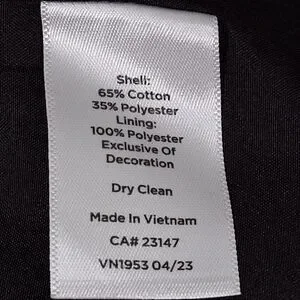 Shell:
65% Cotton
35% Polyester
Lining:
100% Polyester
Exclusive Of
Decoration
Dry Clean
Made In Vietnam
CA# 23147
VN1953 04/23